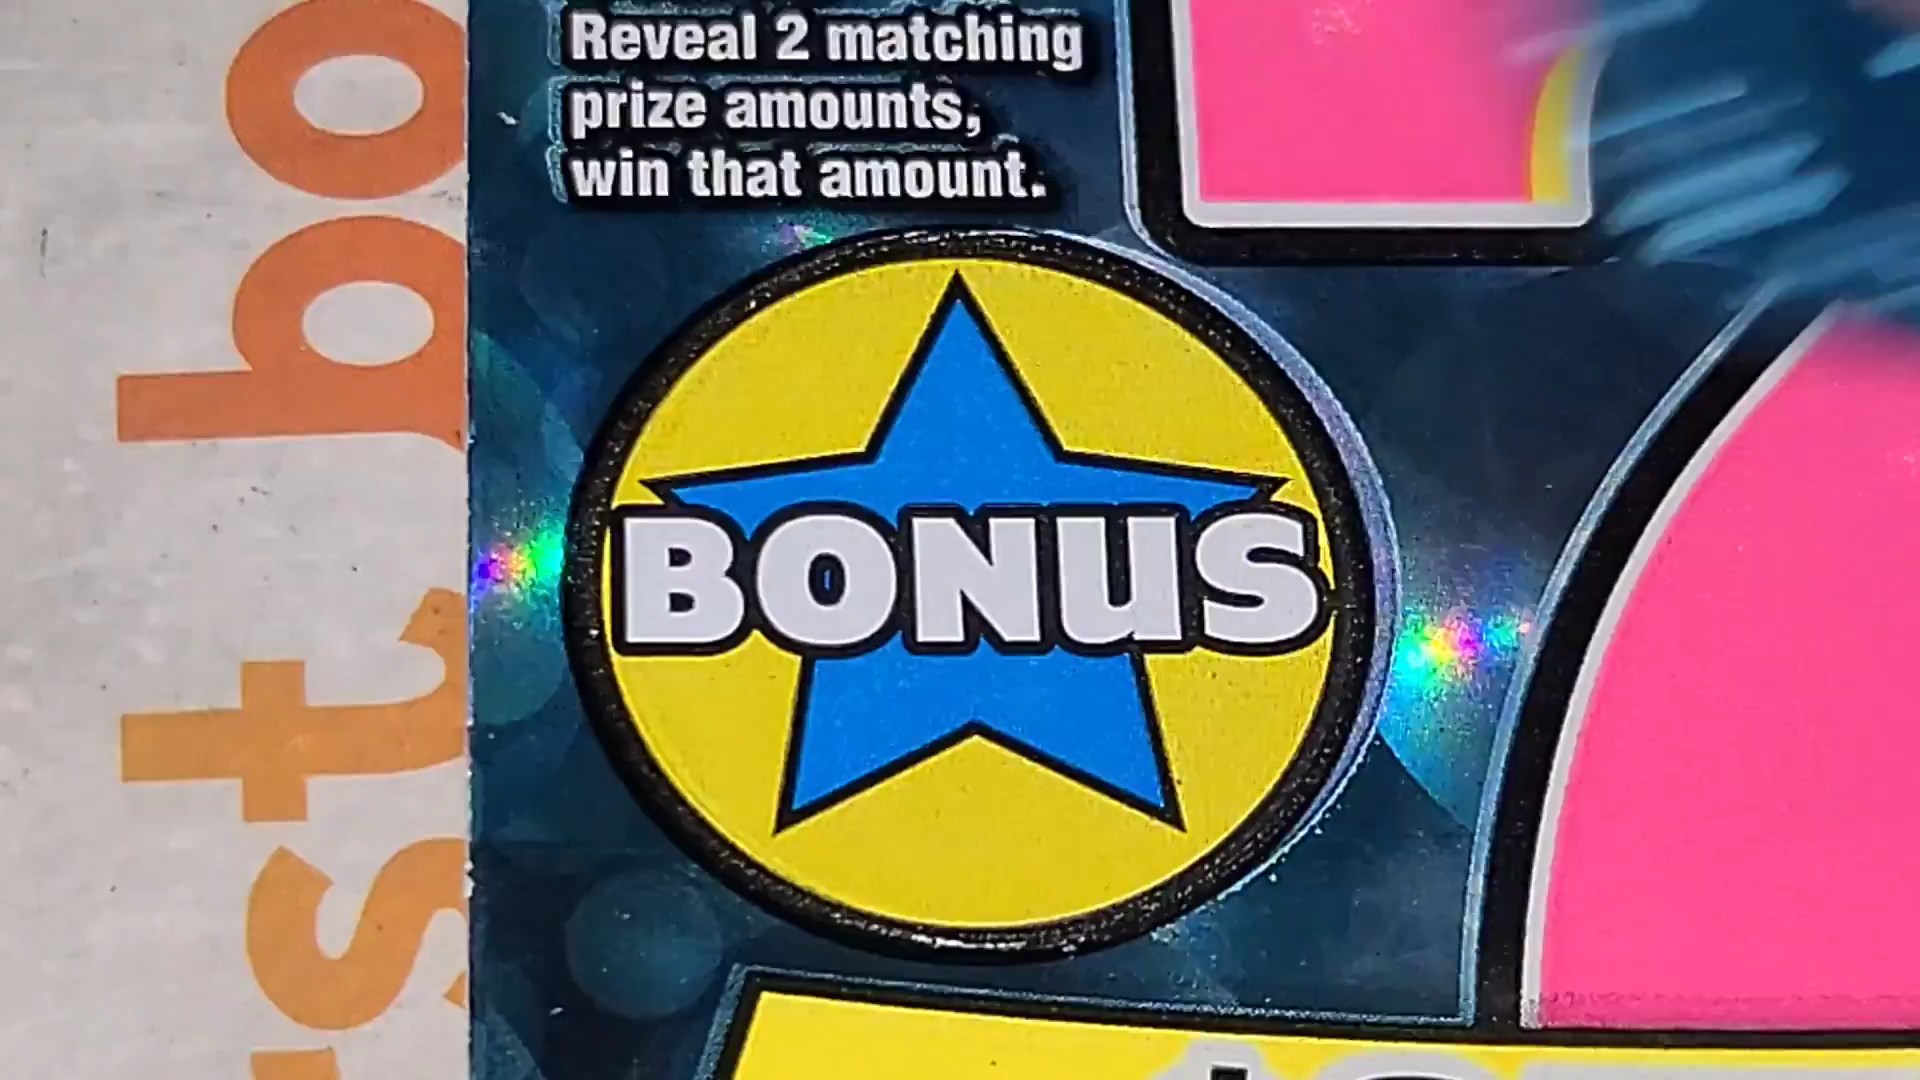 Reveal 2 matching
prize amounts,
win that amount.
BONUS